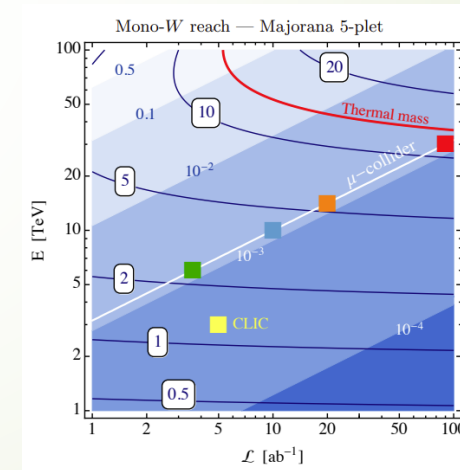 Mono-W reach - Majorana 5-plet
100
50
20
10
5
2
1
E [TeV]
0.5
0.1
10⁻²
10⁻³
10⁻⁴
20
10
5
2
1
0.5
Thermal mass
μ-collider
CLIC
1 2 5 10 20 50 100
ℒ [ab⁻¹]